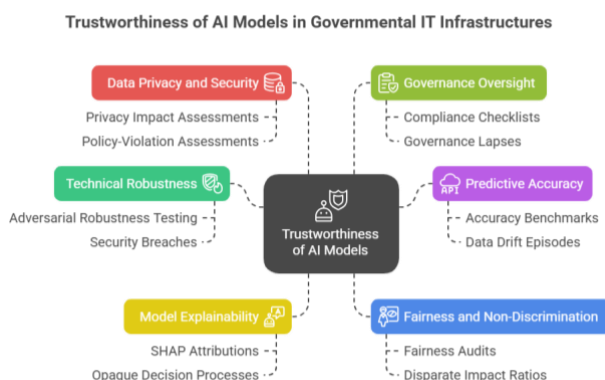 Trustworthiness of AI Models in Governmental IT Infrastructures
Data Privacy and Security
Privacy Impact Assessments
Policy-Violation Assessments
Governance Oversight
Compliance Checklists
Governance Lapses
Technical Robustness
Adversarial Robustness Testing
Security Breaches
Trustworthiness
of AI Models
API
Predictive Accuracy
Accuracy Benchmarks
Data Drift Episodes
Model Explainability
SHAP Attributions
Opaque Decision Processes
Fairness and Non-Discrimination
Fairness Audits
Disparate Impact Ratios